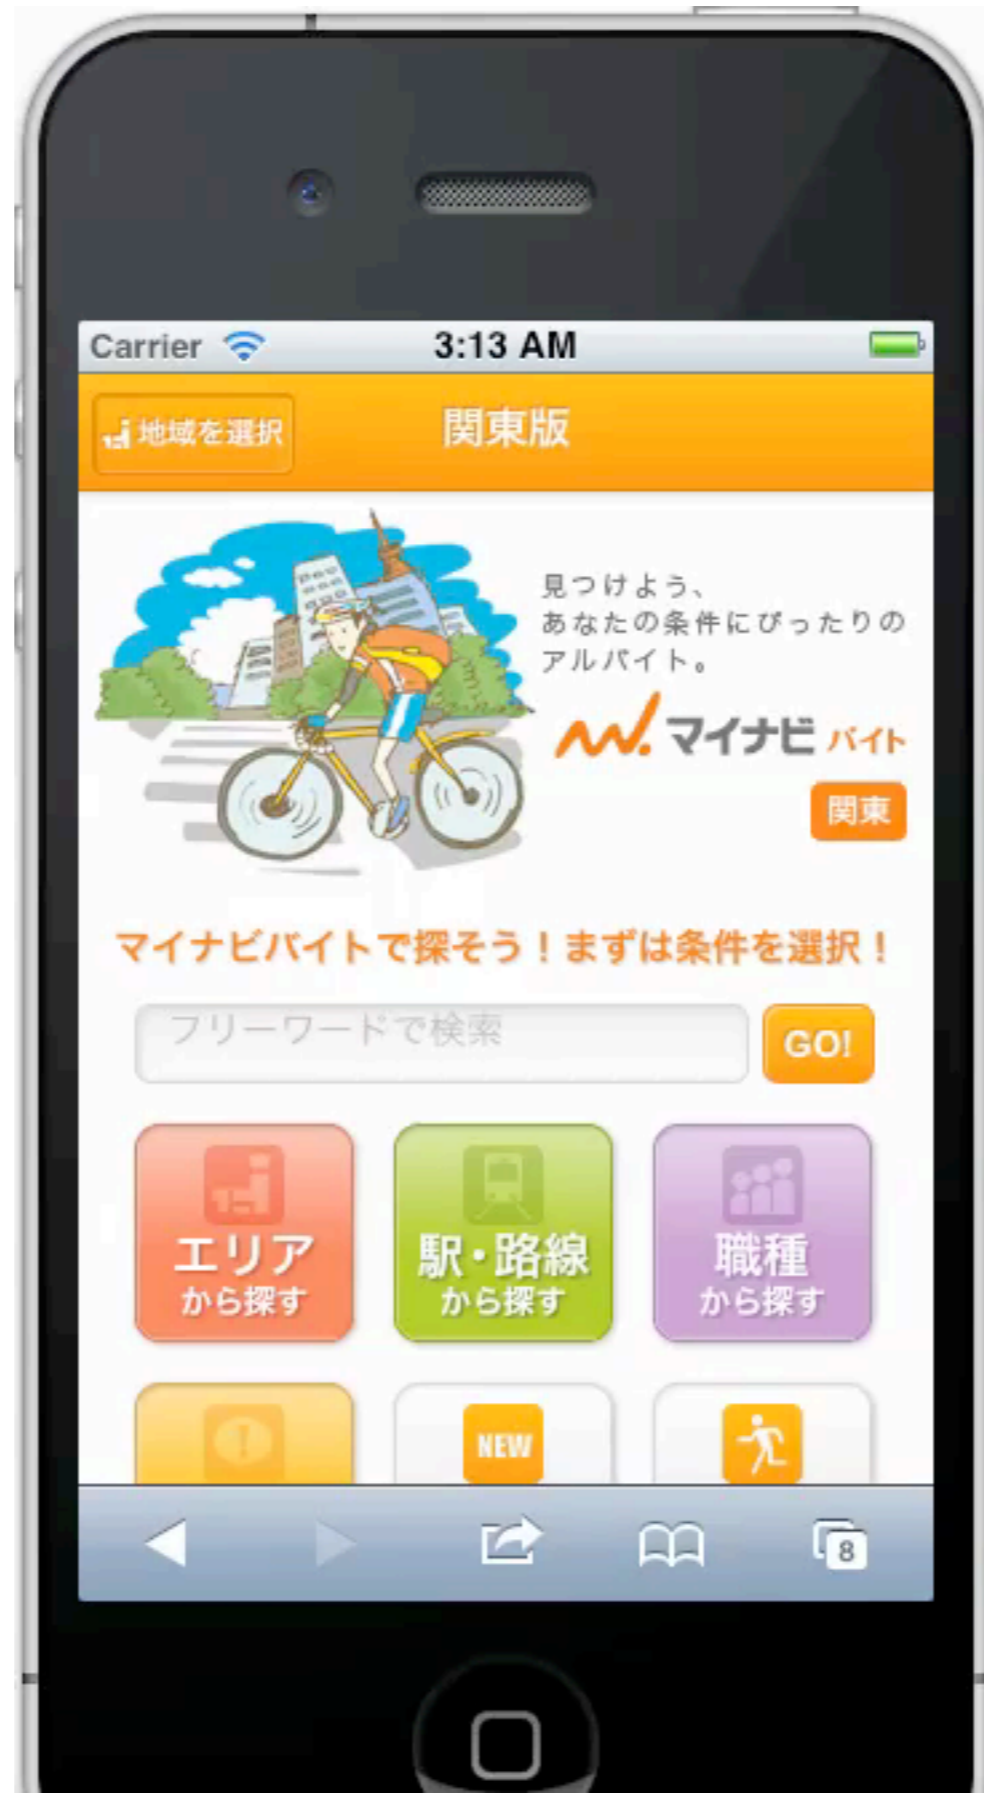 Carrier 3:13 AM
地域を選択 関東版
見つけよう、
あなたの条件にぴったりの
アルバイト。
マイナビ バイト
関東
マイナビバイトで探そう！まずは条件を選択！
フリーワードで検索 GO!
エリア 駅・路線 職種
から探す から探す から探す
NEW
8